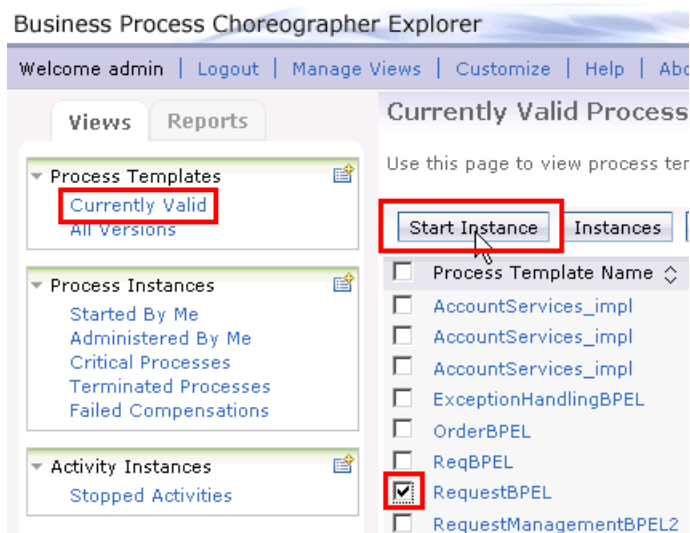 Business Process Choreographer Explorer
Welcome admin | Logout | Manage Views | Customize | Help |
Views
Reports
Process Templates
Currently Valid
All Versions
Process Instances
Started By Me
Administered By Me
Critical Processes
Terminated Processes
Failed Compensations
Activity Instances
Stopped Activities
Currently Valid Process
Use this page to view process
Start Instance
Instances
Process Template Name
AccountServices_impl
AccountServices_impl
AccountServices_impl
ExceptionHandlingBPEL
OrderBPEL
ReqBPEL
RequestBPEL
RequestManagementBPEL2